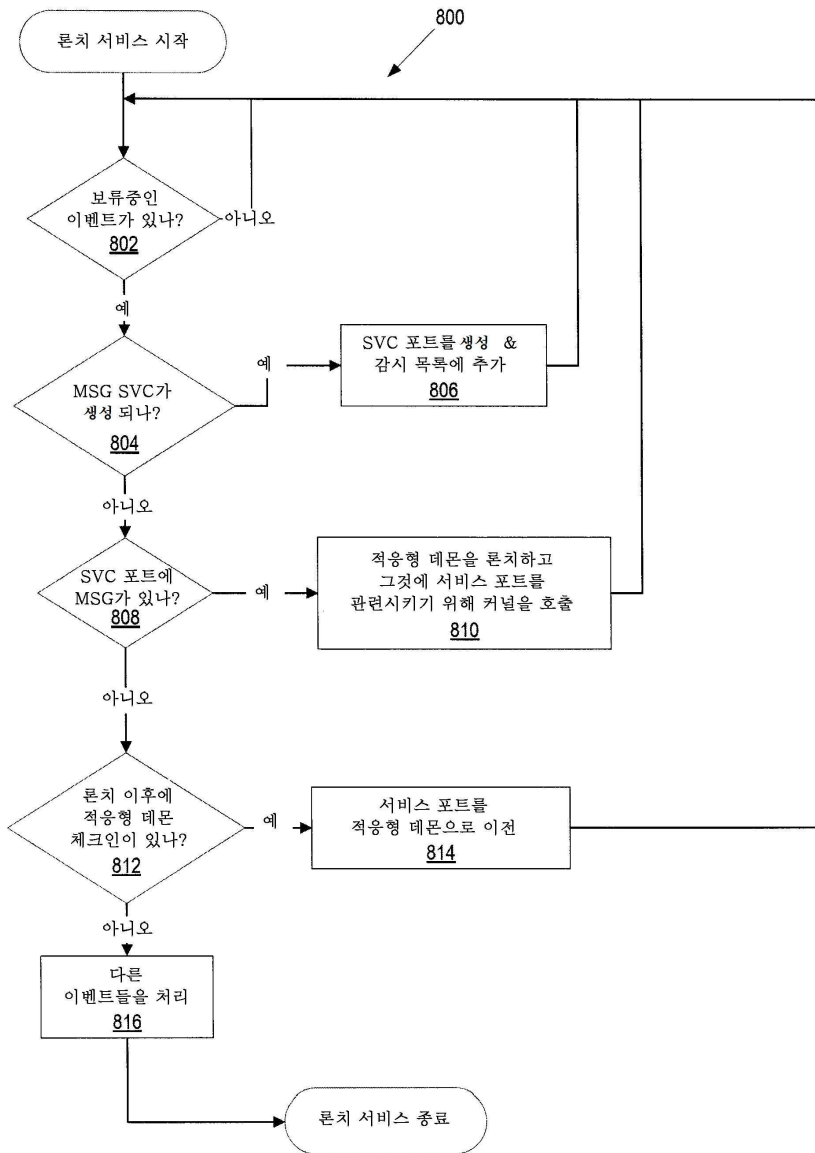 론치 서비스 시작
800
보류중인
이벤트가 있나?
802
아니오
예
MSG SVC가
생성 되나?
804
예
SVC 포트를 생성 &
감시 목록에 추가
806
아니오
SVC 포트에
MSG가 있나?
808
예
적응형 데몬을 론치하고
그것에 서비스 포트를
관련시키기 위해 커널을 호출
810
아니오
론치 이후에
적응형 데몬
체크인이 있나?
812
예
서비스 포트를
적응형 데몬으로 이전
814
아니오
다른
이벤트들을 처리
816
론치 서비스 종료